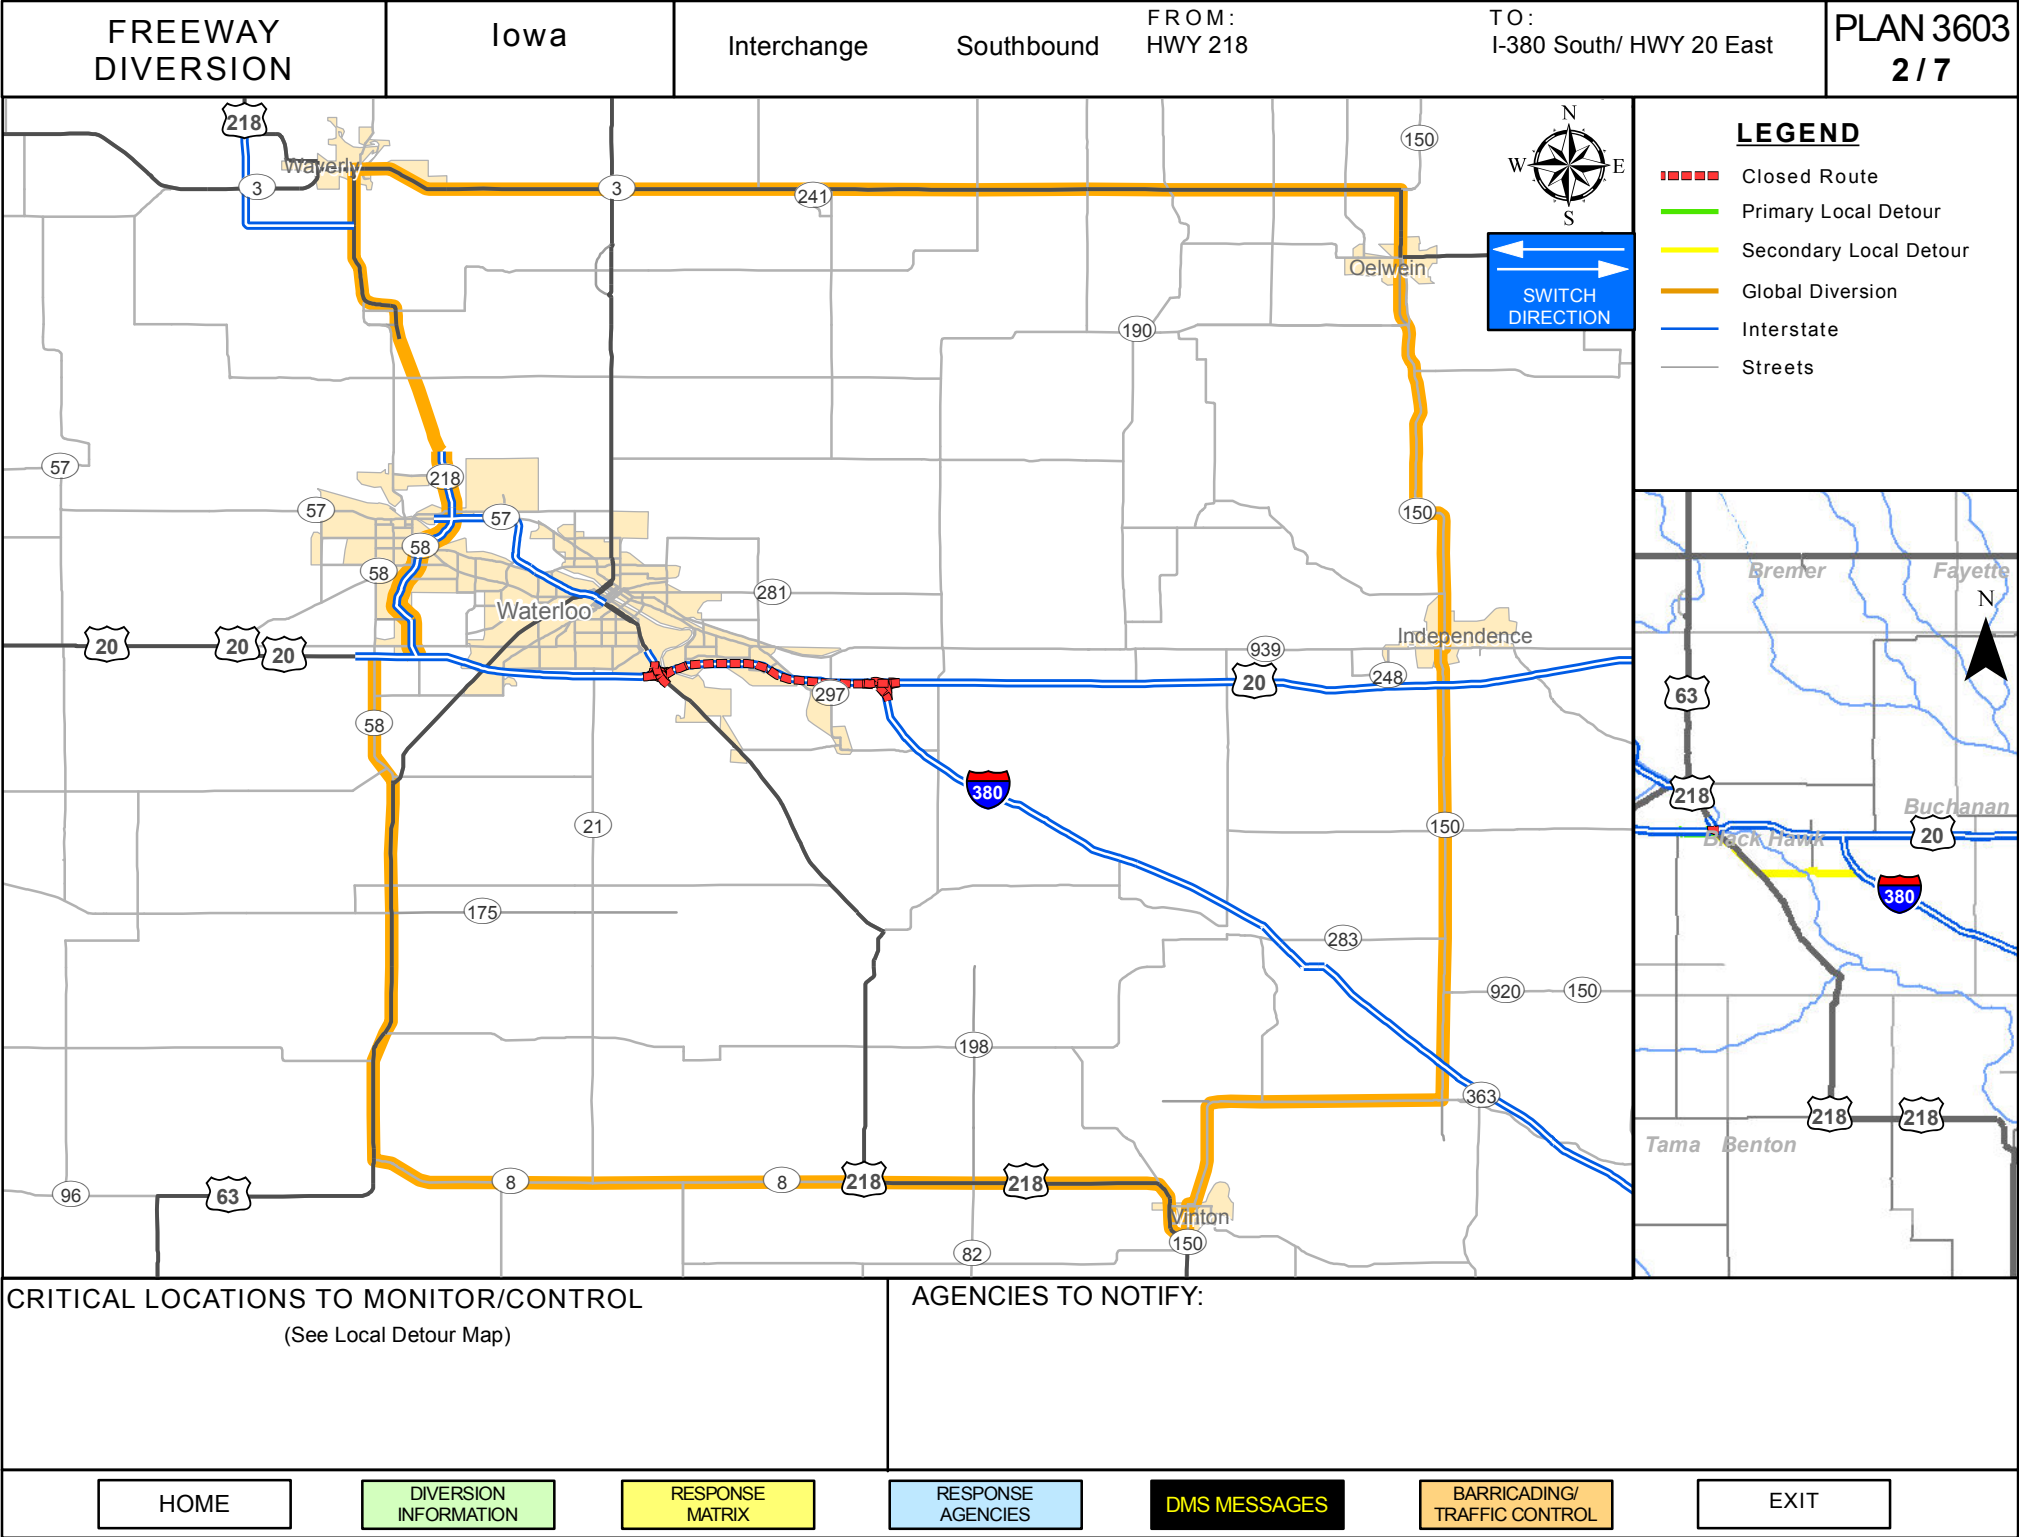 FREEWAY
DIVERSION
Iowa
Interchange
Southbound
FROM:
HWY 218
TO:
I-380 South/ HWY 20 East
PLAN 3603
2 / 7
218
Waverly
3
3
241
150
N
W
E
S
Oelwein
SWITCH
DIRECTION
190
57
218
57
57
150
58
58
281
Waterloo
20
20
20
Independence
939
20
248
297
58
380
21
150
175
283
920
150
198
363
96
63
8
8
218
218
Vinton
150
82
LEGEND
Closed Route
Primary Local Detour
Secondary Local Detour
Global Diversion
Interstate
Streets
Bremer
Fayette
N
63
218
Buchanan
20
Black Hawk
380
218
218
Tama
Benton
CRITICAL LOCATIONS TO MONITOR/CONTROL
(See Local Detour Map)
AGENCIES TO NOTIFY:
HOME
DIVERSION
INFORMATION
RESPONSE
MATRIX
RESPONSE
AGENCIES
DMS MESSAGES
BARRICADING/
TRAFFIC CONTROL
EXIT